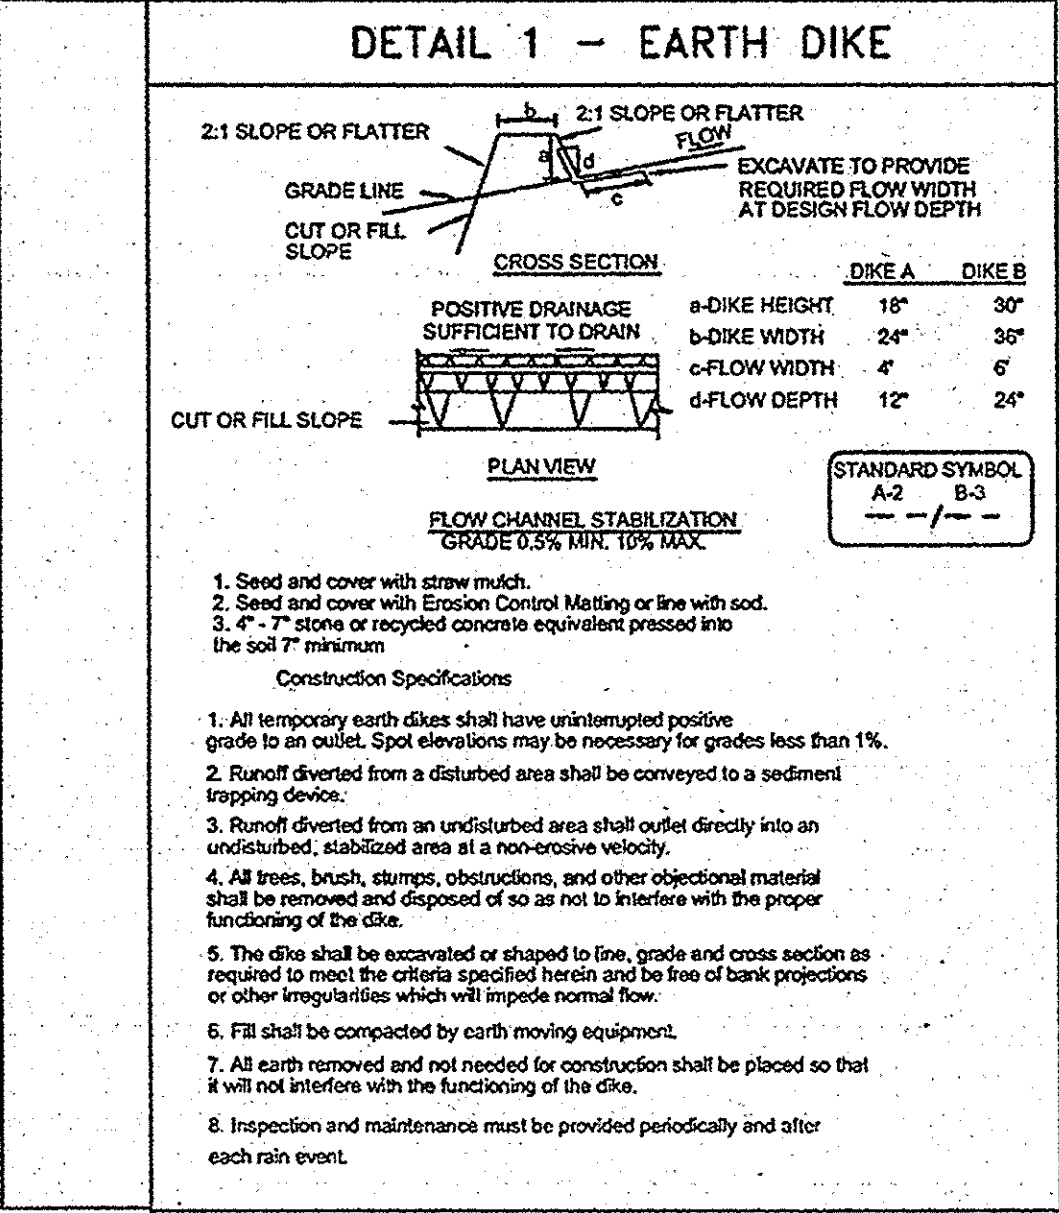 DETAIL 1 - EARTH DIKE
b
2:1 SLOPE OR FLATTER
2:1 SLOPE OR FLATTER
FLOW
a
d
EXCAVATE TO PROVIDE
REQUIRED FLOW WIDTH
AT DESIGN FLOW DEPTH
GRADE LINE
c
CUT OR FILL
SLOPE
CROSS SECTION
DIKE A DIKE B
a-DIKE HEIGHT 18" 30"
b-DIKE WIDTH 24" 36"
c-FLOW WIDTH 4' 6'
d-FLOW DEPTH 12" 24"
POSITIVE DRAINAGE
SUFFICIENT TO DRAIN
CUT OR FILL SLOPE
PLAN VIEW
STANDARD SYMBOL
A-2 B-3
FLOW CHANNEL STABILIZATION
GRADE 0.5% MIN. 10% MAX.
1. Seed and cover with straw mulch.
2. Seed and cover with Erosion Control Matting or line with sod.
3. 4" - 7" stone or recycled concrete equivalent pressed into
the soil 7" minimum
Construction Specifications
1. All temporary earth dikes shall have uninterrupted positive
grade to an outlet. Spot elevations may be necessary for grades less than 1%.
2. Runoff diverted from a disturbed area shall be conveyed to a sediment
trapping device.
3. Runoff diverted from an undisturbed area shall outlet directly into an
undisturbed, stabilized area at a non-erosive velocity.
4. All trees, brush, stumps, obstructions, and other objectional material
shall be removed and disposed of so as not to interfere with the proper
functioning of the dike.
5. The dike shall be excavated or shaped to line, grade and cross section as
required to meet the criteria specified herein and be free of bank projections
or other irregularities which will impede normal flow.
6. Fill shall be compacted by earth moving equipment.
7. All earth removed and not needed for construction shall be placed so that
it will not interfere with the functioning of the dike.
8. Inspection and maintenance must be provided periodically and after
each rain event.